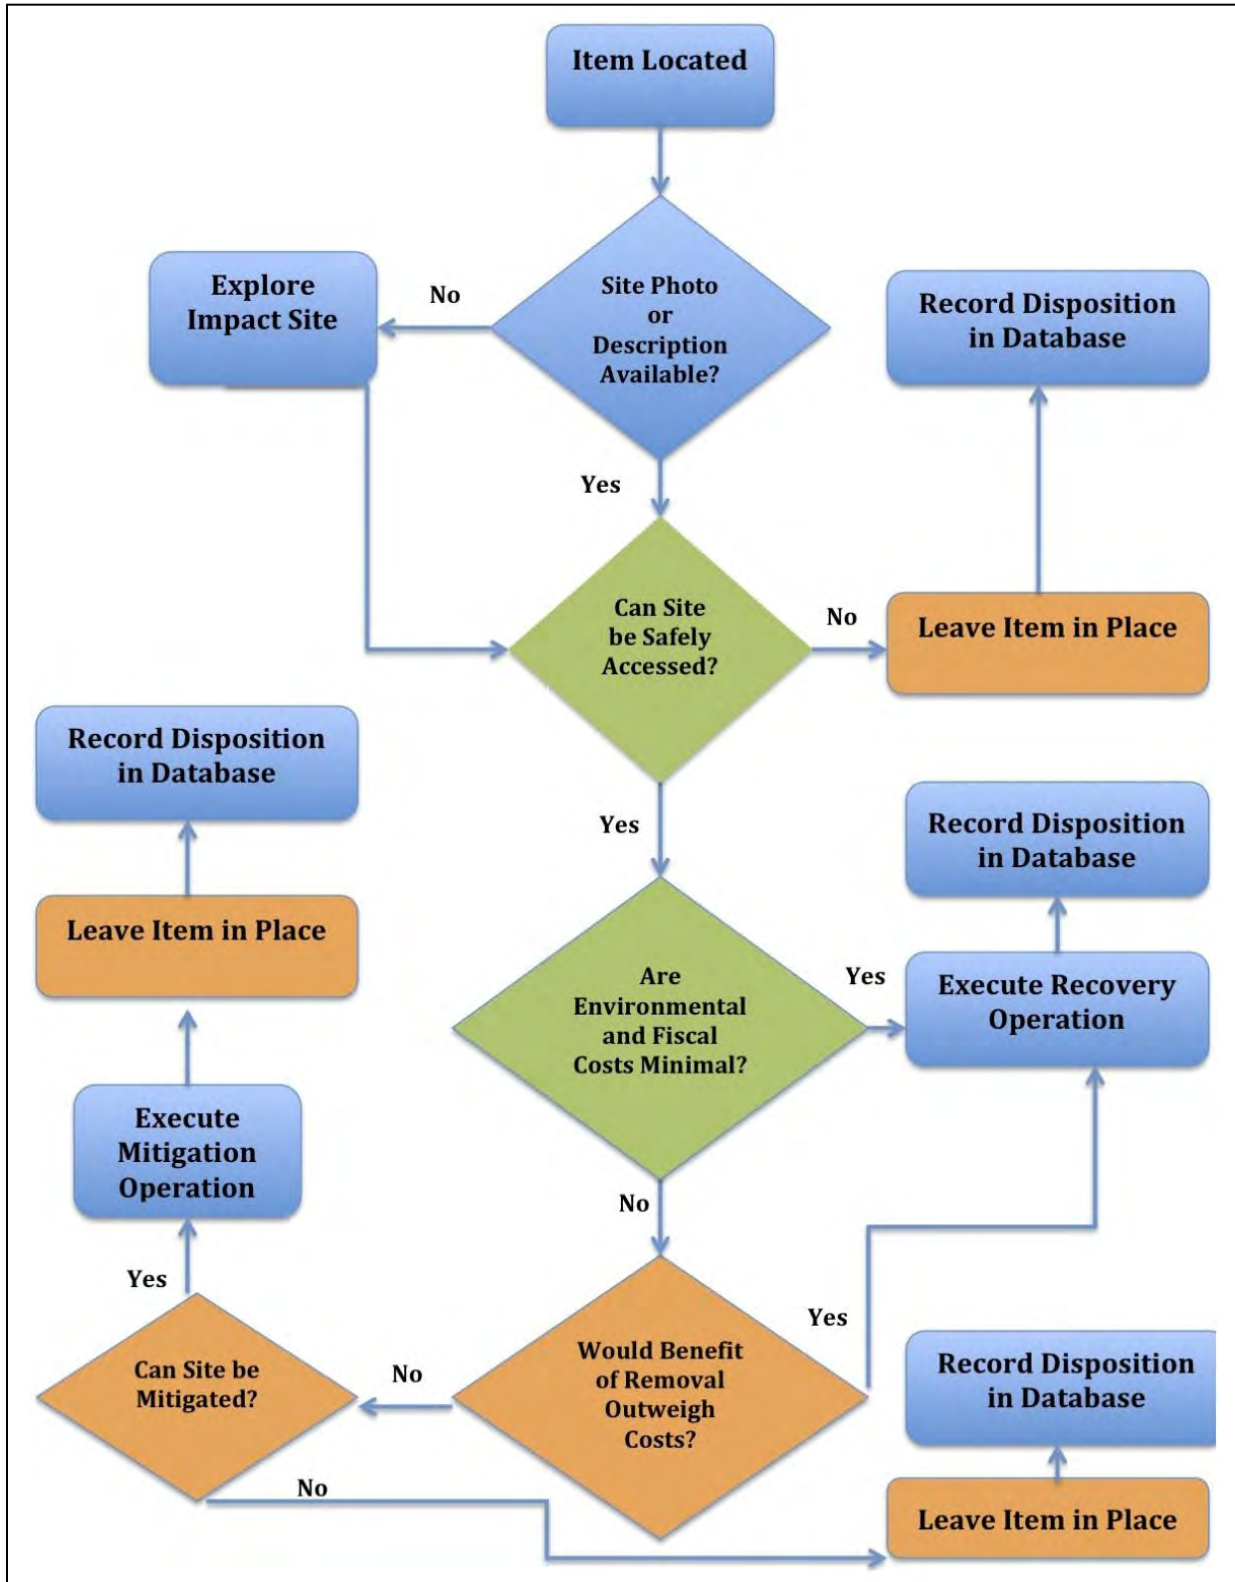 Item Located
Site Photo
or
Description
Available?
No
Explore
Impact Site
Record Disposition
in Database
Yes
Can Site
be Safely
Accessed?
No
Leave Item in Place
Record Disposition
in Database
Yes
Record Disposition
in Database
Leave Item in Place
Are
Environmental
and Fiscal
Costs Minimal?
Yes
Execute Recovery
Operation
Execute
Mitigation
Operation
No
Yes
Can Site be
Mitigated?
No
Would Benefit
of Removal
Outweigh
Costs?
Yes
Record Disposition
in Database
No
Leave Item in Place